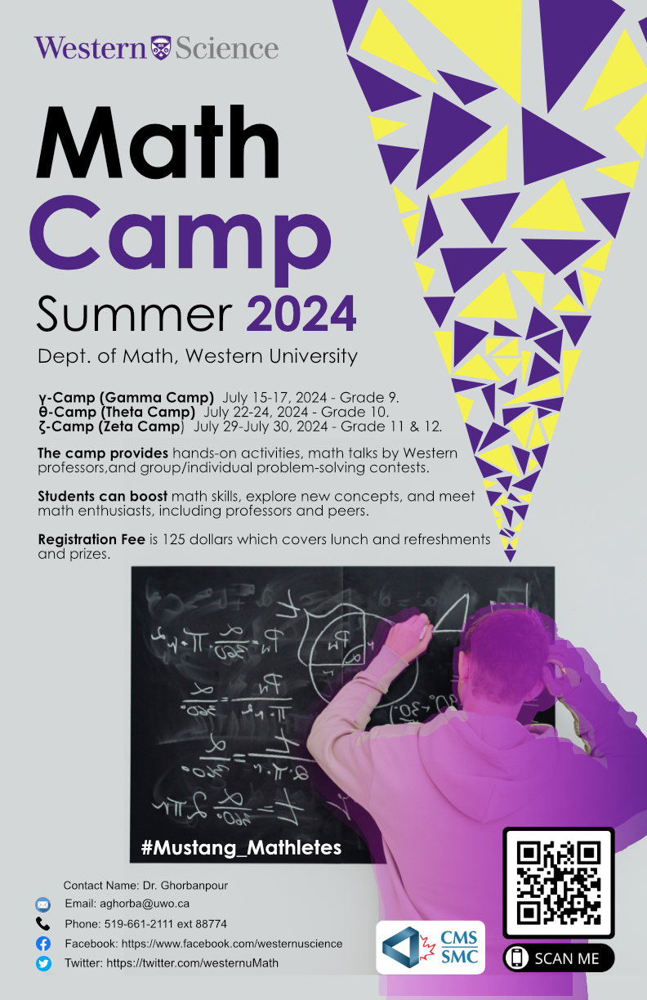 Western Science
Math
Camp
Summer 2024
Dept. of Math, Western University
γ-Camp (Gamma Camp) July 15-17, 2024 - Grade 9.
θ-Camp (Theta Camp) July 22-24, 2024 - Grade 10.
ζ-Camp (Zeta Camp) July 29-July 30, 2024 - Grade 11 & 12.
The camp provides hands-on activities, math talks by Western
professors,and group/individual problem-solving contests.
Students can boost math skills, explore new concepts, and meet
math enthusiasts, including professors and peers.
Registration Fee is 125 dollars which covers lunch and refreshments
and prizes.
#Mustang_Mathletes
Contact Name: Dr. Ghorbanpour
Email: aghorba@uwo.ca
Phone: 519-661-2111 ext 88774
Facebook: https://www.facebook.com/westernuscience
Twitter: https://twitter.com/westernuMath
CMS
SMC
SCAN ME